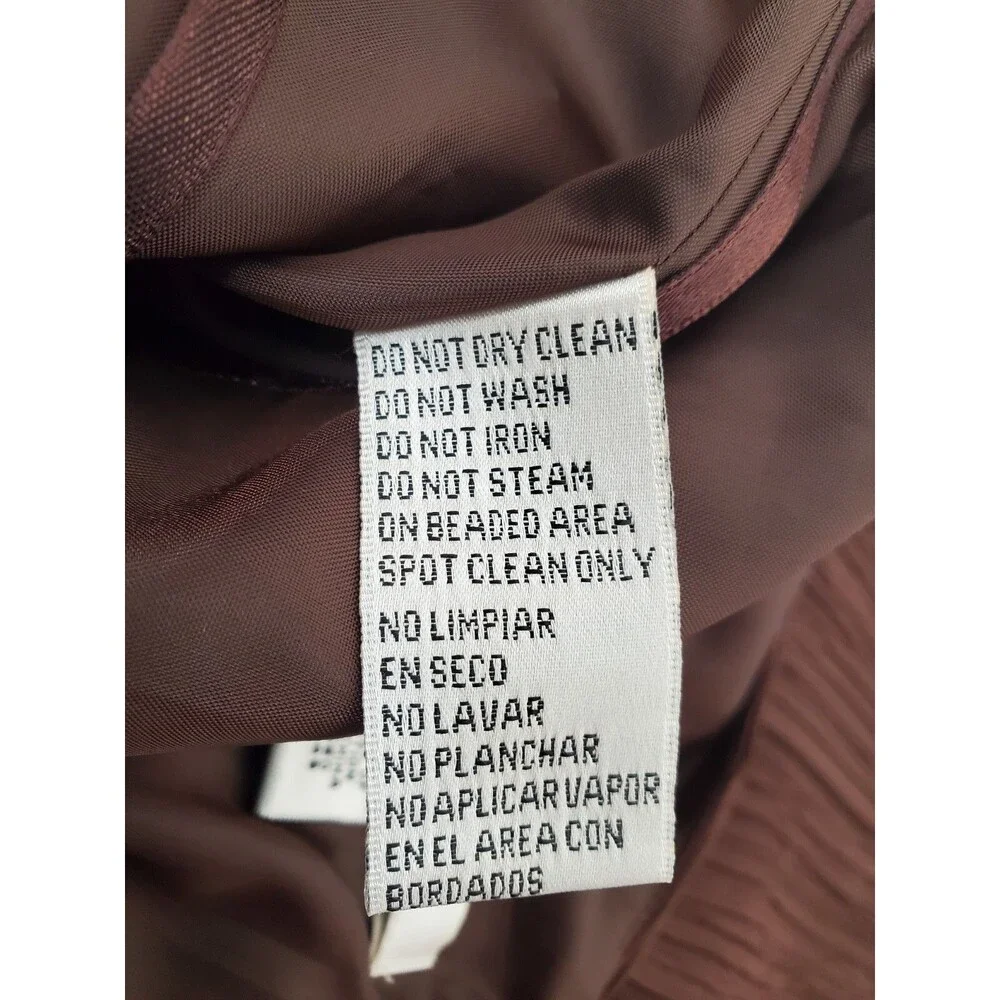 DO NOT DRY CLEAN
DO NOT WASH
DO NOT IRON
DO NOT STEAM
ON BEADED AREA
SPOT CLEAN ONLY
NO LIMPIAR
EN SECO
NO LAVAR
NO PLANCHAR
NO APLICAR VAPOR
EN EL AREA CON
BORDADOS